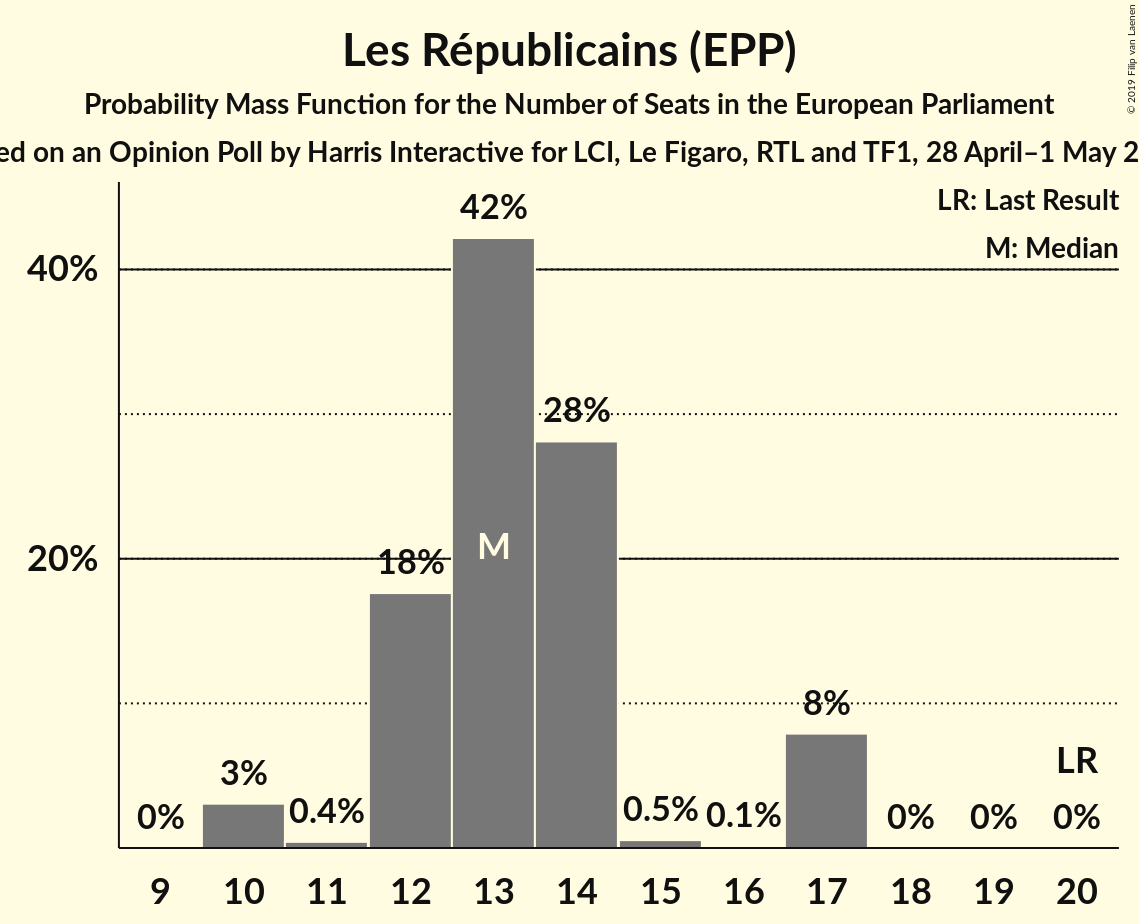 Les Républicains (EPP)
Probability Mass Function for the Number of Seats in the European Parliament
ed on an Opinion Poll by Harris Interactive for LCI, Le Figaro, RTL and TF1, 28 April–1 May 2
© 2019 Filip van Laenen
LR: Last Result
M: Median
40%
20%
0%
3%
0.4%
18%
42%
M
28%
0.5%
0.1%
8%
0%
0%
LR
0%
9 10 11 12 13 14 15 16 17 18 19 20